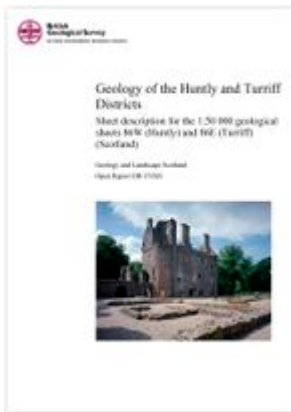 British
Geological Survey
Geology of the Huntly and Turriff
Districts
Sheet description for the 1:50 000 geological
sheets 86W (Huntly) and 86E (Turriff)
(Scotland)
Geology and Landscape Scotland
Open Report